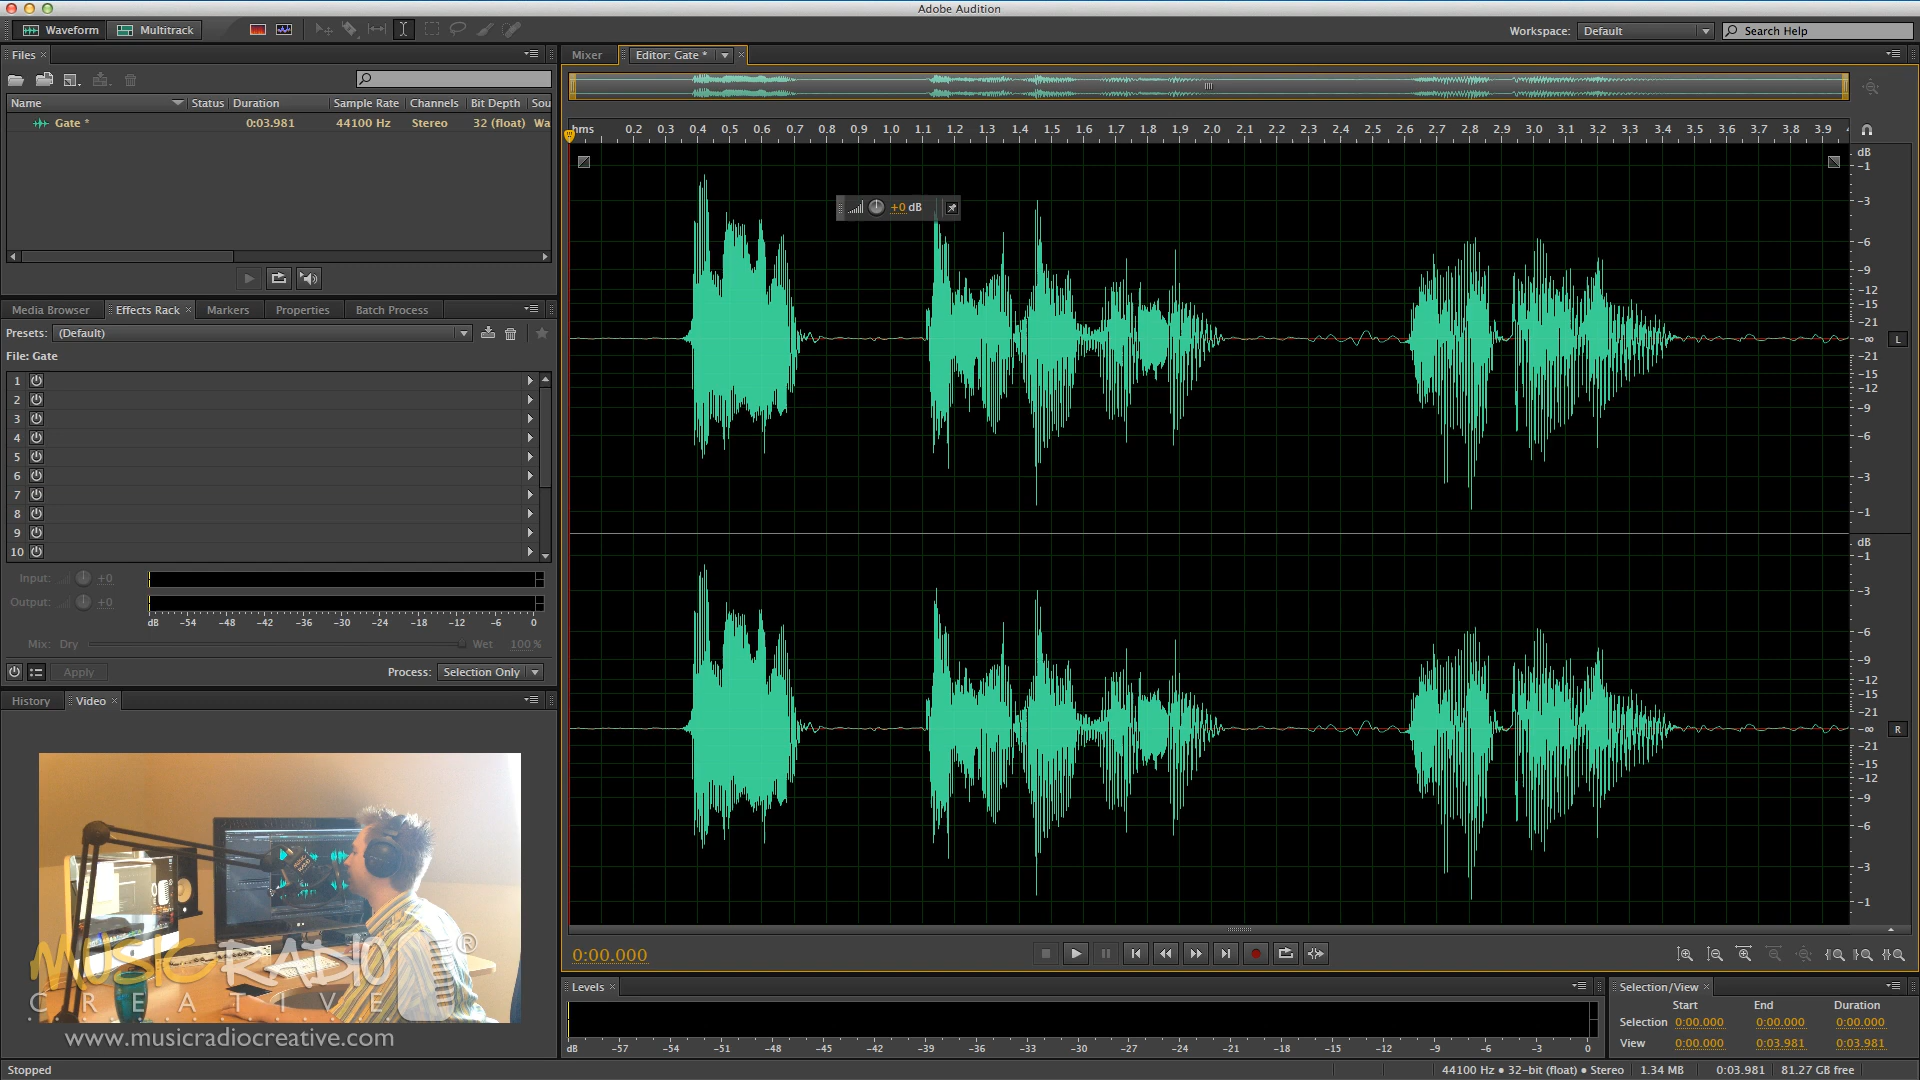 Adobe Audition
Waveform Multitrack Workspace: Default Search Help
Files × Mixer Editor: Gate * ×
Name Status Duration Sample Rate Channels Bit Depth Sou
Gate * 0:03.981 44100 Hz Stereo 32 (float) Wa
hms 0.2 0.3 0.4 0.5 0.6 0.7 0.8 0.9 1.0 1.1 1.2 1.3 1.4 1.5 1.6 1.7 1.8 1.9 2.0 2.1 2.2 2.3 2.4 2.5 2.6 2.7 2.8 2.9 3.0 3.1 3.2 3.3 3.4 3.5 3.6 3.7 3.8 3.9
+0 dB
dB
-1
-3
-6
-9
-12
-15
-21
-∞ L
-21
-15
-12
-9
-6
-3
-1
dB
-1
-3
-6
-9
-12
-15
-21
-∞ R
-21
-15
-12
-9
-6
-3
-1
Media Browser Effects Rack × Markers Properties Batch Process
Presets: (Default)
File: Gate
1
2
3
4
5
6
7
8
9
10
Input: +0
Output: +0
dB -54 -48 -42 -36 -30 -24 -18 -12 -6 0
Mix: Dry Wet 100 %
Apply Process: Selection Only
History Video ×
MUSIC RADIO ®
CREATIVE
www.musicradiocreative.com
0:00.000
Levels ×
dB -57 -54 -51 -48 -45 -42 -39 -36 -33 -30 -27 -24 -21 -18 -15 -12 -9 -6 -3 0
Selection/View ×
Start End Duration
Selection 0:00.000 0:00.000 0:00.000
View 0:00.000 0:03.981 0:03.981
Stopped 44100 Hz • 32-bit (float) • Stereo 1.34 MB 0:03.981 81.27 GB free